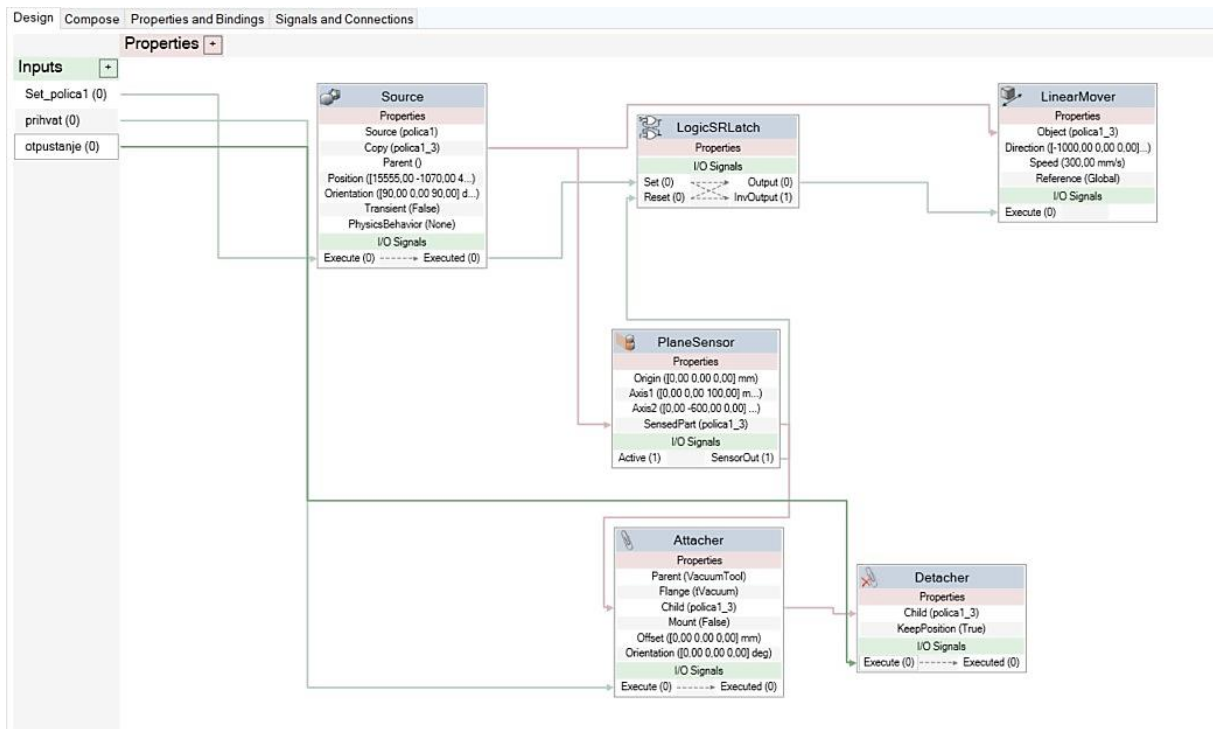 Design Compose Properties and Bindings Signals and Connections
Properties +
Inputs +
Set_polica1 (0)
prihvat (0)
otpustanje (0)
Source
Properties
Source (polica1)
Copy (polica1_3)
Parent ()
Position ([15555,00 -1070,00 4...)
Orientation ([90,00 0,00 90,00] d...)
Transient (False)
PhysicsBehavior (None)
I/O Signals
Execute (0) Executed (0)
LogicSRLatch
Properties
I/O Signals
Set (0) Output (0)
Reset (0) InvOutput (1)
LinearMover
Properties
Object (polica1_3)
Direction ([-1000,00 0,00 0,00]...)
Speed (300,00 mm/s)
Reference (Global)
I/O Signals
Execute (0)
PlaneSensor
Properties
Origin ([0,00 0,00 0,00] mm)
Axis1 ([0,00 0,00 100,00] m...)
Axis2 ([0,00 -600,00 0,00] ...)
SensedPart (polica1_3)
I/O Signals
Active (1) SensorOut (1)
Attacher
Properties
Parent (VacuumTool)
Flange (tVacuum)
Child (polica1_3)
Mount (False)
Offset ([0,00 0,00 0,00] mm)
Orientation ([0,00 0,00 0,00] deg)
I/O Signals
Execute (0) Executed (0)
Detacher
Properties
Child (polica1_3)
KeepPosition (True)
I/O Signals
Execute (0) Executed (0)